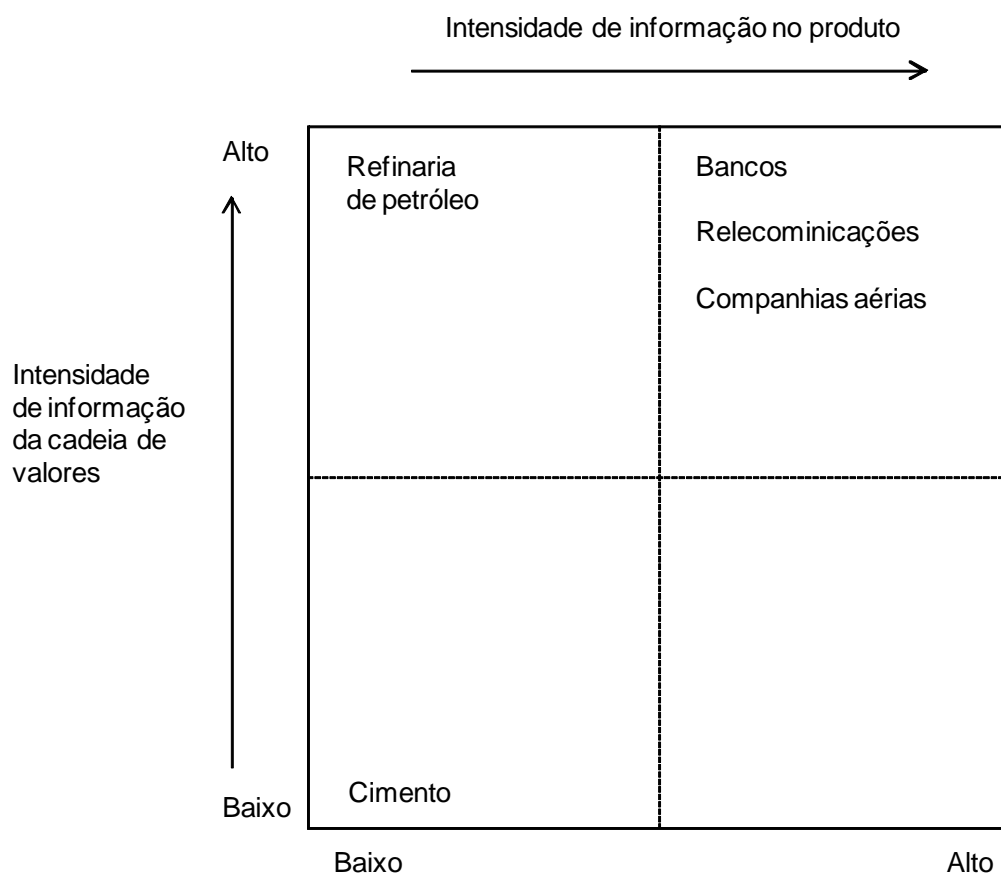 Intensidade de informação no produto
Alto
Refinaria
de petróleo
Bancos
Relecominicações
Companhias aérias
Intensidade
de informação
da cadeia de
valores
Cimento
Baixo
Baixo
Alto